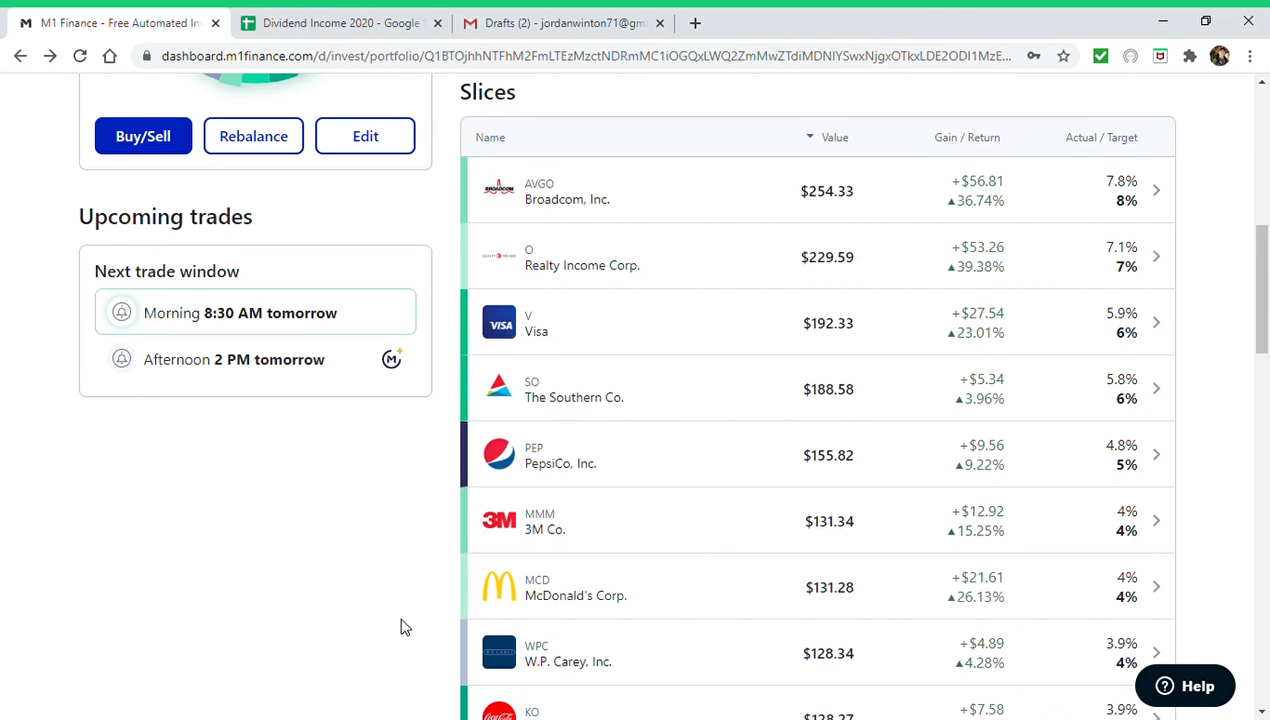 M1 Finance - Free Automated Inv
Dividend Income 2020 - Google S
Drafts (2) - jordanwinton71@gm
dashboard.m1finance.com/d/invest/portfolio/
Slices
Buy/Sell
Rebalance
Edit
Upcoming trades
Next trade window
Morning 8:30 AM tomorrow
Afternoon 2 PM tomorrow
Name
Value
Gain / Return
Actual / Target
BROADCOM
AVGO
Broadcom, Inc.
$254.33
+$56.81
▲36.74%
7.8%
8%
O
Realty Income Corp.
$229.59
+$53.26
▲39.38%
7.1%
7%
VISA
V
Visa
$192.33
+$27.54
▲23.01%
5.9%
6%
SO
The Southern Co.
$188.58
+$5.34
▲3.96%
5.8%
6%
PEP
PepsiCo, Inc.
$155.82
+$9.56
▲9.22%
4.8%
5%
3M
MMM
3M Co.
$131.34
+$12.92
▲15.25%
4%
4%
MCD
McDonald's Corp.
$131.28
+$21.61
▲26.13%
4%
4%
WPC
W.P. Carey, Inc.
$128.34
+$4.89
▲4.28%
3.9%
4%
KO
$128.27
+$7.58
3.9%
Help